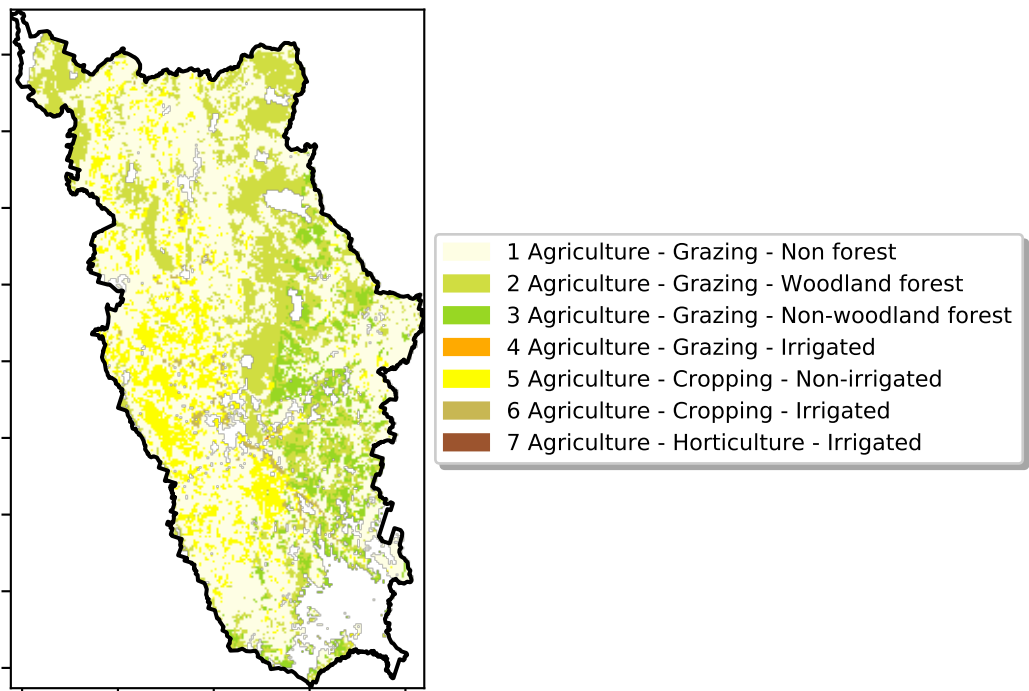 1 Agriculture - Grazing - Non forest
2 Agriculture - Grazing - Woodland forest
3 Agriculture - Grazing - Non-woodland forest
4 Agriculture - Grazing - Irrigated
5 Agriculture - Cropping - Non-irrigated
6 Agriculture - Cropping - Irrigated
7 Agriculture - Horticulture - Irrigated